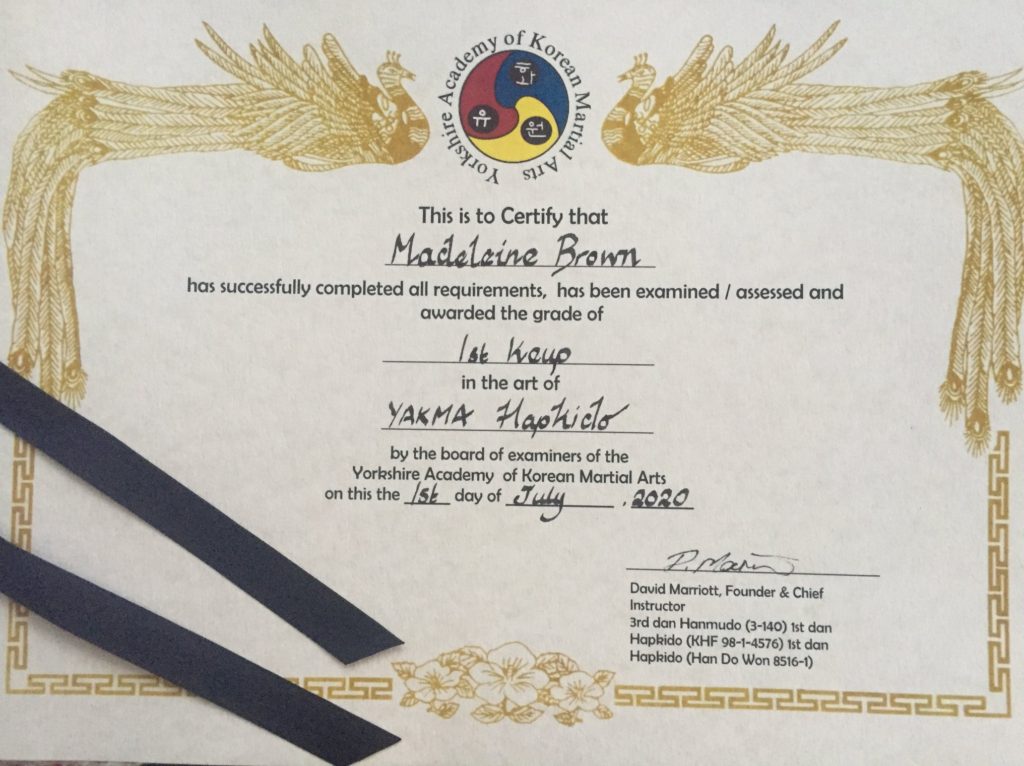 Yorkshire Academy of Korean Martial Arts
화
유
원
This is to Certify that
Madeleine Brown
has successfully completed all requirements, has been examined / assessed and
awarded the grade of
1st Keup
in the art of
YAKMA Hapkido
by the board of examiners of the
Yorkshire Academy of Korean Martial Arts
on this the 1st day of July , 2020
D. Marriott
David Marriott, Founder & Chief
Instructor
3rd dan Hanmudo (3-140) 1st dan
Hapkido (KHF 98-1-4576) 1st dan
Hapkido (Han Do Won 8516-1)